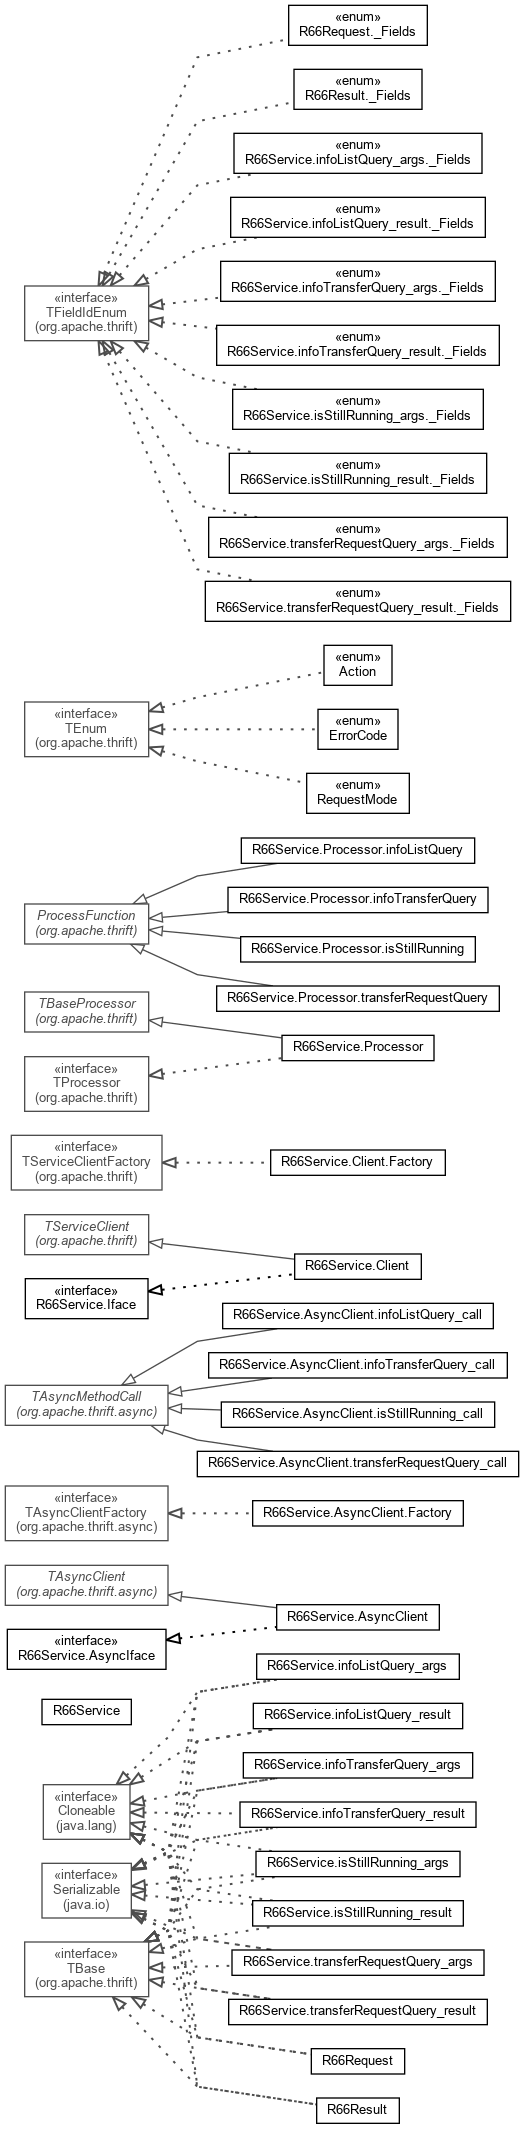 «enum»
R66Request._Fields
«enum»
R66Result._Fields
«enum»
R66Service.infoListQuery_args._Fields
«enum»
R66Service.infoListQuery_result._Fields
«enum»
R66Service.infoTransferQuery_args._Fields
«interface»
TFieldIdEnum
(org.apache.thrift)
«enum»
R66Service.infoTransferQuery_result._Fields
«enum»
R66Service.isStillRunning_args._Fields
«enum»
R66Service.isStillRunning_result._Fields
«enum»
R66Service.transferRequestQuery_args._Fields
«enum»
R66Service.transferRequestQuery_result._Fields
«enum»
Action
«interface»
TEnum
(org.apache.thrift)
«enum»
ErrorCode
«enum»
RequestMode
R66Service.Processor.infoListQuery
R66Service.Processor.infoTransferQuery
ProcessFunction
(org.apache.thrift)
R66Service.Processor.isStillRunning
R66Service.Processor.transferRequestQuery
TBaseProcessor
(org.apache.thrift)
R66Service.Processor
«interface»
TProcessor
(org.apache.thrift)
«interface»
TServiceClientFactory
(org.apache.thrift)
R66Service.Client.Factory
TServiceClient
(org.apache.thrift)
R66Service.Client
«interface»
R66Service.Iface
R66Service.AsyncClient.infoListQuery_call
R66Service.AsyncClient.infoTransferQuery_call
TAsyncMethodCall
(org.apache.thrift.async)
R66Service.AsyncClient.isStillRunning_call
R66Service.AsyncClient.transferRequestQuery_call
«interface»
TAsyncClientFactory
(org.apache.thrift.async)
R66Service.AsyncClient.Factory
TAsyncClient
(org.apache.thrift.async)
R66Service.AsyncClient
«interface»
R66Service.AsyncIface
R66Service.infoListQuery_args
R66Service
R66Service.infoListQuery_result
R66Service.infoTransferQuery_args
«interface»
Cloneable
(java.lang)
R66Service.infoTransferQuery_result
R66Service.isStillRunning_args
«interface»
Serializable
(java.io)
R66Service.isStillRunning_result
«interface»
TBase
(org.apache.thrift)
R66Service.transferRequestQuery_args
R66Service.transferRequestQuery_result
R66Request
R66Result